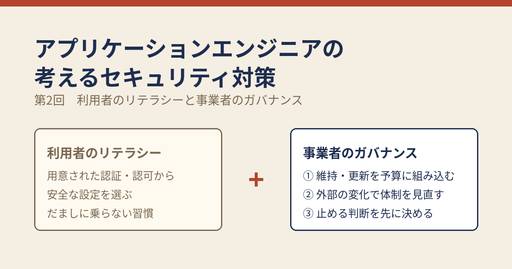 アプリケーションエンジニアの
考えるセキュリティ対策
第2回　利用者のリテラシーと事業者のガバナンス
利用者のリテラシー
用意された認証・認可から
安全な設定を選ぶ
だましに乗らない習慣
+
事業者のガバナンス
① 維持・更新を予算に組み込む
② 外部の変化で体制を見直す
③ 止める判断を先に決める